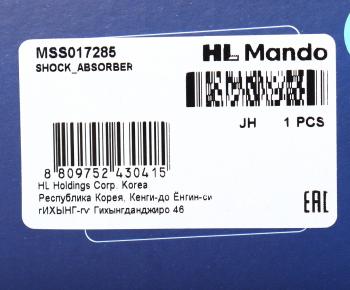 MSS017285
HL Mando
SHOCK_ABSORBER
JH 1 PCS
8 809752 430415
HL Holdings Corp. Korea
Республика Корея, Кенги-до Ёнгин-си
гИХЫНГ-гу Гихынгданджиро 46
EAC